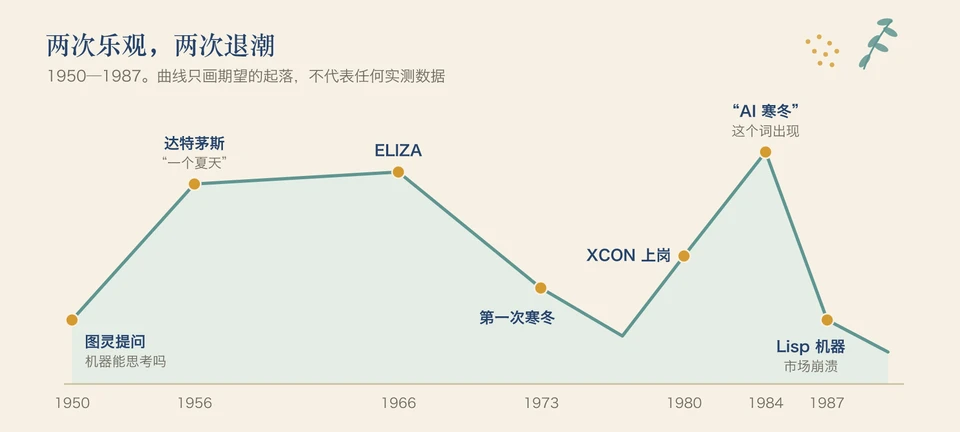 两次乐观，两次退潮
1950—1987。曲线只画期望的起落，不代表任何实测数据
“AI 寒冬”
这个词出现
达特茅斯
“一个夏天”
ELIZA
XCON 上岗
第一次寒冬
图灵提问
机器能思考吗
Lisp 机器
市场崩溃
1950 1956 1966 1973 1980 1984 1987